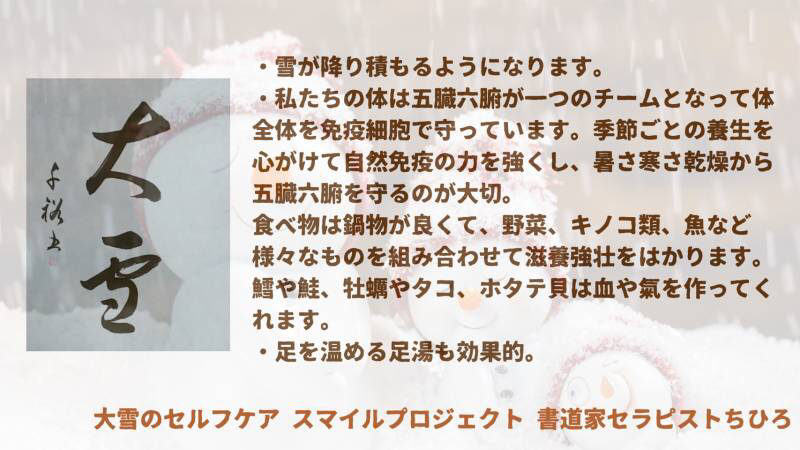 大雪
千裕書
・雪が降り積もるようになります。
・私たちの体は五臓六腑が一つのチームとなって体
全体を免疫細胞で守っています。季節ごとの養生を
心がけて自然免疫の力を強くし、暑さ寒さ乾燥から
五臓六腑を守るのが大切。
食べ物は鍋物が良くて、野菜、キノコ類、魚など
様々なものを組み合わせて滋養強壮をはかります。
鱈や鮭、牡蠣やタコ、ホタテ貝は血や氣を作ってく
れます。
・足を温める足湯も効果的。
大雪のセルフケア スマイルプロジェクト 書道家セラピストちひろ